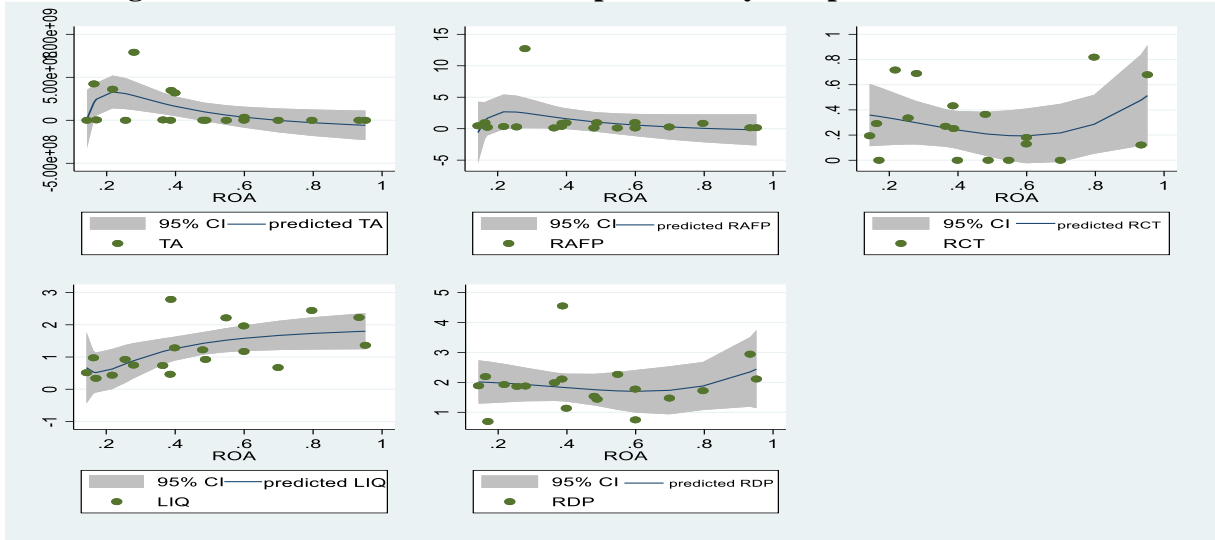 -5.00e+08 0 5.00e+08
.2 .4 .6 .8 1
ROA
95% CI predicted TA
TA
15
10
5
0
-5
.2 .4 .6 .8 1
ROA
95% CI predicted RAFP
RAFP
1
.8
.6
.4
.2
0
.2 .4 .6 .8 1
ROA
95% CI predicted RCT
RCT
3
2
1
0
-1
.2 .4 .6 .8 1
ROA
95% CI predicted LIQ
LIQ
5
4
3
2
1
.2 .4 .6 .8 1
ROA
95% CI predicted RDP
RDP